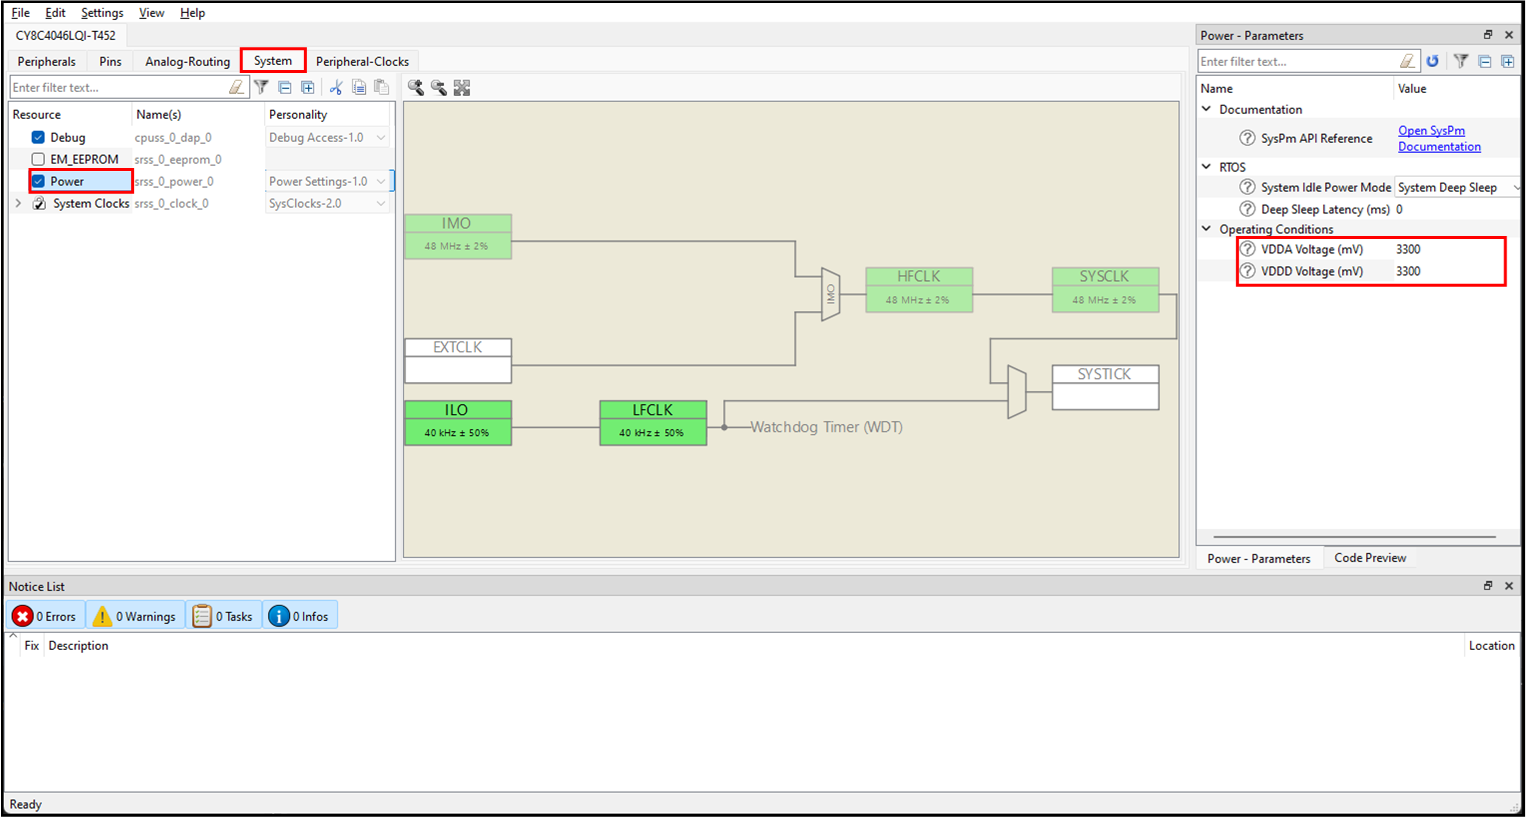 File Edit Settings View Help
CY8C4046LQI-T452
Peripherals Pins Analog-Routing System Peripheral-Clocks
Enter filter text...
Resource Name(s) Personality
Debug cpuss_0_dap_0 Debug Access-1.0
EM_EEPROM srss_0_eeprom_0
Power srss_0_power_0 Power Settings-1.0
System Clocks srss_0_clock_0 SysClocks-2.0
IMO
48 MHz ± 2%
EXTCLK
ILO
40 kHz ± 50%
LFCLK
40 kHz ± 50%
Watchdog Timer (WDT)
IMO
HFCLK
48 MHz ± 2%
SYSCLK
48 MHz ± 2%
SYSTICK
Power - Parameters
Enter filter text...
Name Value
Documentation
SysPm API Reference Open SysPm
Documentation
RTOS
System Idle Power Mode System Deep Sleep
Deep Sleep Latency (ms) 0
Operating Conditions
VDDA Voltage (mV) 3300
VDDD Voltage (mV) 3300
Power - Parameters Code Preview
Notice List
0 Errors 0 Warnings 0 Tasks 0 Infos
Fix Description Location
Ready